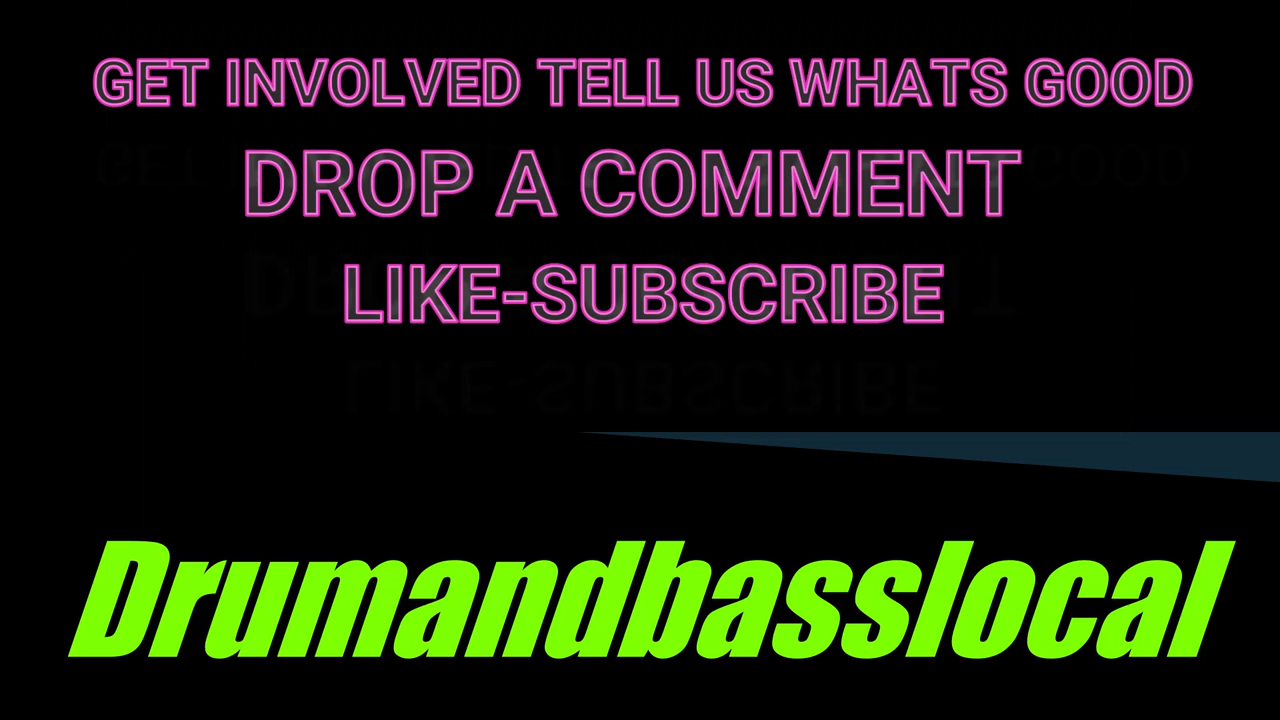 GET INVOLVED TELL US WHATS GOOD
DROP A COMMENT
LIKE-SUBSCRIBE
Drumandbasslocal